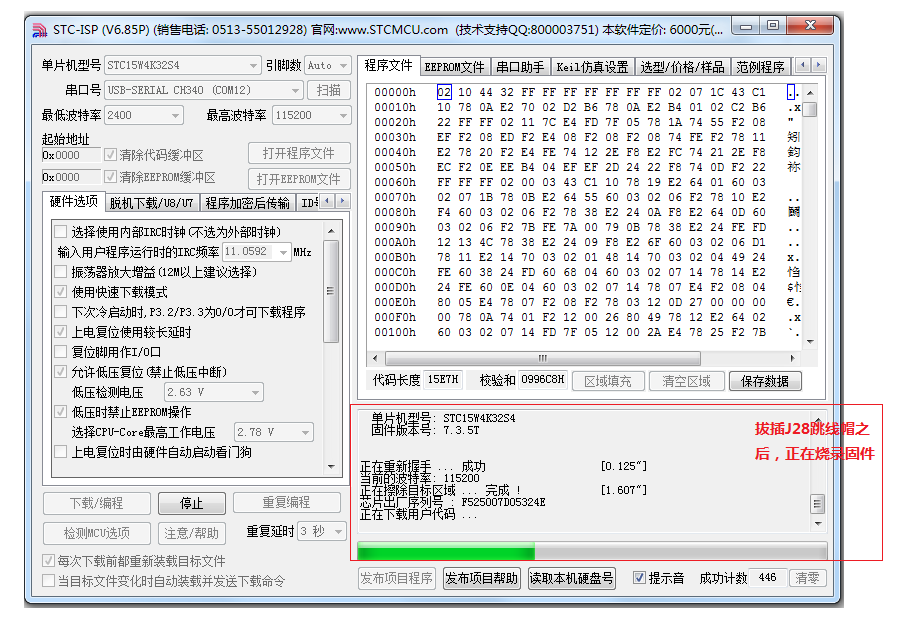 STC-ISP (V6.85P) (销售电话: 0513-55012928) 官网:www.STCMCU.com (技术支持QQ:800003751) 本软件定价: 6000元(...
单片机型号 STC15W4K32S4 引脚数 Auto
串口号 USB-SERIAL CH340 (COM12) 扫描
最低波特率 2400 最高波特率 115200
起始地址
0x0000 清除代码缓冲区 打开程序文件
0x0000 清除EEPROM缓冲区 打开EEPROM文件
硬件选项 脱机下载/U8/U7 程序加密后传输
选择使用内部IRC时钟(不选为外部时钟)
输入用户程序运行时的IRC频率 11.0592 MHz
振荡器放大增益(12M以上建议选择)
使用快速下载模式
下次冷启动时,P3.2/P3.3为0/0才可下载程序
上电复位使用较长延时
复位脚用作I/O口
允许低压复位(禁止低压中断)
低压检测电压 2.63 V
低压时禁止EEPROM操作
选择CPU-Core最高工作电压 2.78 V
上电复位时由硬件自动启动看门狗
下载/编程 停止 重复编程
检测MCU选项 注意/帮助 重复延时 3 秒
每次下载前都重新装载目标文件
当目标文件变化时自动装载并发送下载命令
程序文件 EEPROM文件 串口助手 Keil仿真设置 选型/价格/样品 范例程序
00000h 02 10 44 32 FF FF FF FF FF FF FF 02 07 1C 43 C1 ..
00010h 10 78 0A E2 70 02 D2 B6 78 0A E2 B4 01 02 C2 B6 .x
00020h 22 FF FF 02 11 7C E4 FD 7F 05 78 1A 74 55 F2 08 "
00030h EF F2 08 ED F2 E4 08 F2 08 F2 08 74 FE F2 78 11
00040h E2 78 20 F2 E4 FE 74 12 2E F8 E2 FC 74 21 2E F8
00050h EC F2 0E EE B4 04 EF EF 2D 24 22 F8 74 0D F2 22
00060h FF FF FF 02 00 03 43 C1 10 78 19 E2 64 01 60 03
00070h 02 07 1B 78 0B E2 64 55 60 03 02 06 F2 78 10 E2 ..
00080h F4 60 03 02 06 F2 78 38 E2 24 0A F8 E2 64 0D 60
00090h 03 02 06 F2 7B FE 7A 00 79 0B 78 38 E2 24 FE FD ..
000A0h 12 13 4C 78 38 E2 24 09 F8 E2 6F 60 03 02 06 D1 ..
000B0h 78 11 E2 14 70 03 02 01 48 14 70 03 02 04 49 24 x.
000C0h FE 60 38 24 FD 60 68 04 60 03 02 07 14 78 14 E2
000D0h 24 FE 60 0E 04 60 03 02 07 14 78 07 E4 F2 08 04
000E0h 80 05 E4 78 07 F2 08 F2 78 03 12 0D 27 00 00 00 €.
000F0h 00 78 0A 74 01 F2 12 00 26 80 49 78 12 E2 64 02 .x
00100h 60 03 02 07 14 FD 7F 05 12 00 2A E4 78 25 F2 7B `.
代码长度 15E7H 校验和 0996C8H 区域填充 清空区域 保存数据
单片机型号: STC15W4K32S4
固件版本号: 7.3.5T
正在重新握手 ... 成功 [0.125"]
当前的波特率: 115200
正在擦除目标区域 ... 完成 ! [1.607"]
芯片出厂序列号 : F525007D05324E
正在下载用户代码 ...
拔插J28跳线帽之
后，正在烧录固件
发布项目程序 发布项目帮助 读取本机硬盘号 提示音 成功计数 446 清零